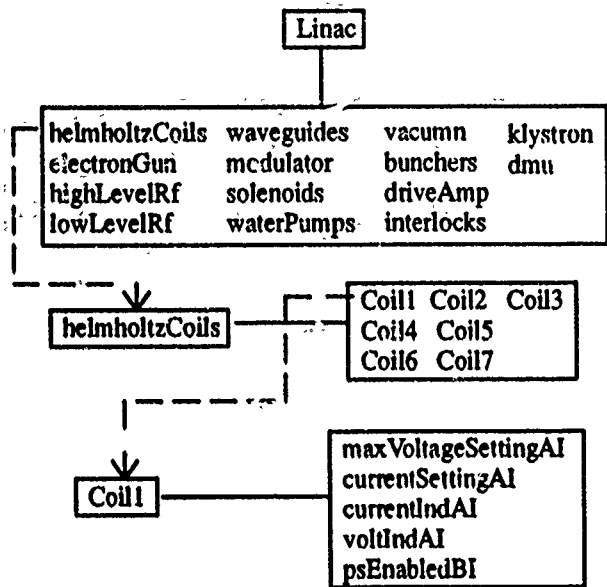 Linac
helmholtzCoils waveguides vacumn klystron
electronGun modulator bunchers dmu
highLevelRf solenoids driveAmp
lowLevelRf waterPumps interlocks
helmholtzCoils
Coil1 Coil2 Coil3
Coil4 Coil5
Coil6 Coil7
Coil1
maxVoltageSettingAI
currentSettingAI
currentIndAI
voltIndAI
psEnabledBI